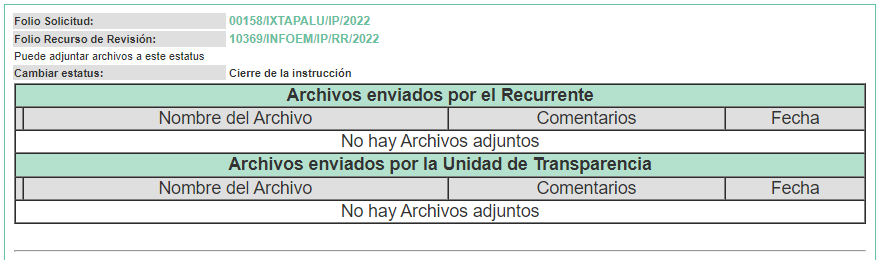 Folio Solicitud: 00158/IXTAPALU/IP/2022
Folio Recurso de Revisión: 10369/INFOEM/IP/RR/2022
Puede adjuntar archivos a este estatus
Cambiar estatus: Cierre de la instrucción
Archivos enviados por el Recurrente
Nombre del Archivo Comentarios Fecha
No hay Archivos adjuntos
Archivos enviados por la Unidad de Transparencia
Nombre del Archivo Comentarios Fecha
No hay Archivos adjuntos